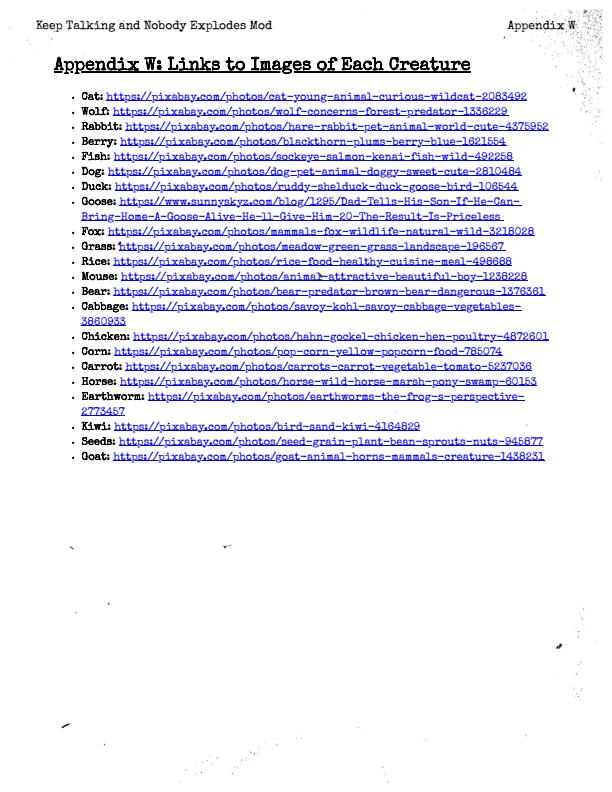 Keep Talking and Nobody Explodes Mod
Appendix W
Appendix W: Links to Images of Each Creature
• Cat: https://pixabay.com/photos/cat-young-animal-curious-wildcat-2083492
• Wolf: https://pixabay.com/photos/wolf-concerns-forest-predator-1336229
• Rabbit: https://pixabay.com/photos/hare-rabbit-pet-animal-world-cute-4375952
• Berry: https://pixabay.com/photos/blackthorn-plums-berry-blue-1621554
• Fish: https://pixabay.com/photos/sockeye-salmon-kenai-fish-wild-492258
• Dog: https://pixabay.com/photos/dog-pet-animal-doggy-sweet-cute-2810484
• Duck: https://pixabay.com/photos/ruddy-shelduck-duck-goose-bird-106544
• Goose: https://www.sunnyskyz.com/blog/1295/Dad-Tells-His-Son-If-He-Can-
Bring-Home-A-Goose-Alive-He-ll-Give-Him-20-The-Result-Is-Priceless
• Fox: https://pixabay.com/photos/mammals-fox-wildlife-natural-wild-3218028
• Grass: https://pixabay.com/photos/meadow-green-grass-landscape-196567
• Rice: https://pixabay.com/photos/rice-food-healthy-cuisine-meal-498688
• Mouse: https://pixabay.com/photos/animal-attractive-beautiful-boy-1238228
• Bear: https://pixabay.com/photos/bear-predator-brown-bear-dangerous-1376361
• Cabbage: https://pixabay.com/photos/savoy-kohl-savoy-cabbage-vegetables-
3860933
• Chicken: https://pixabay.com/photos/hahn-gockel-chicken-hen-poultry-4872601
• Corn: https://pixabay.com/photos/pop-corn-yellow-popcorn-food-785074
• Carrot: https://pixabay.com/photos/carrots-carrot-vegetable-tomato-5237036
• Horse: https://pixabay.com/photos/horse-wild-horse-marsh-pony-swamp-60153
• Earthworm: https://pixabay.com/photos/earthworms-the-frog-s-perspective-
2773457
• Kiwi: https://pixabay.com/photos/bird-sand-kiwi-4164829
• Seeds: https://pixabay.com/photos/seed-grain-plant-bean-sprouts-nuts-945877
• Goat: https://pixabay.com/photos/goat-animal-horns-mammals-creature-1438231